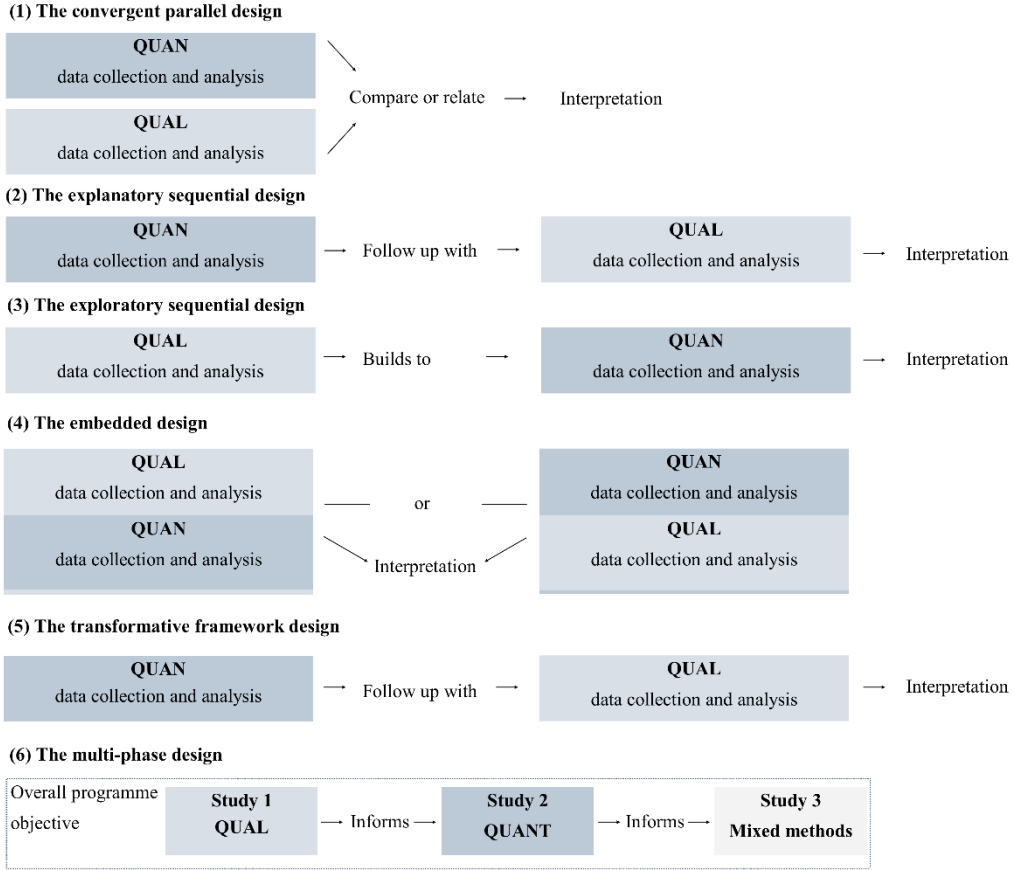 (1) The convergent parallel design
QUAN
data collection and analysis
Compare or relate
Interpretation
QUAL
data collection and analysis
(2) The explanatory sequential design
QUAN
data collection and analysis
Follow up with
QUAL
data collection and analysis
Interpretation
(3) The exploratory sequential design
QUAL
data collection and analysis
Builds to
QUAN
data collection and analysis
Interpretation
(4) The embedded design
QUAL
data collection and analysis
QUAN
data collection and analysis
or
Interpretation
QUAN
data collection and analysis
QUAL
data collection and analysis
(5) The transformative framework design
QUAN
data collection and analysis
Follow up with
QUAL
data collection and analysis
Interpretation
(6) The multi-phase design
Overall programme
objective
Study 1
QUAL
Informs
Study 2
QUANT
Informs
Study 3
Mixed methods